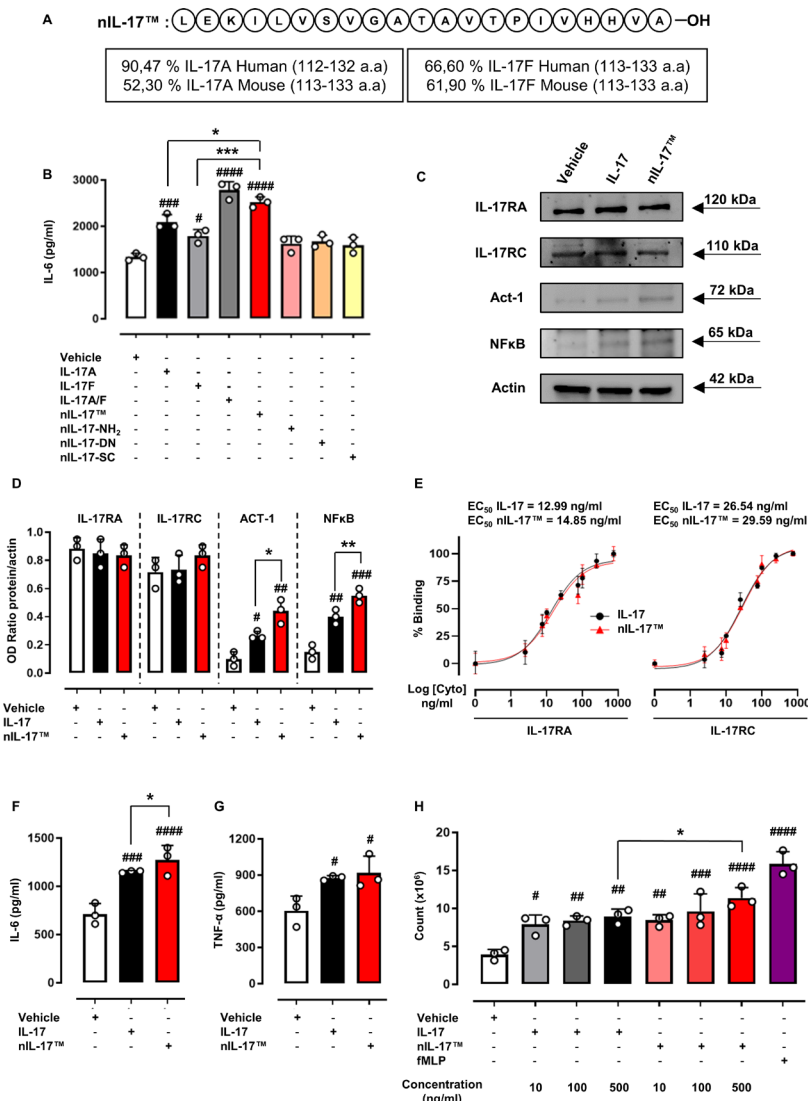 A
nIL-17™ : L E K I L V S V G A T A V T P I V H H V A —OH
90,47 % IL-17A Human (112-132 a.a)
52,30 % IL-17A Mouse (113-133 a.a)
66,60 % IL-17F Human (113-133 a.a)
61,90 % IL-17F Mouse (113-133 a.a)
B
*
***
### # #### ####
IL-6 (pg/ml)
3000
2000
1000
0
Vehicle + - - - - - - -
IL-17A - + - - - - - -
IL-17F - - + - - - - -
IL-17A/F - - - + - - - -
nIL-17™ - - - - + - - -
nIL-17-NH2 - - - - - + - -
nIL-17-DN - - - - - - + -
nIL-17-SC - - - - - - - +
C
Vehicle IL-17 nIL-17™
IL-17RA 120 kDa
IL-17RC 110 kDa
Act-1 72 kDa
NFκB 65 kDa
Actin 42 kDa
D
IL-17RA IL-17RC ACT-1 NFκB
* **
# ## ## ###
OD Ratio protein/actin
1.0
0.8
0.6
0.4
0.2
0.0
Vehicle + - - + - - + - - + - -
IL-17 - + - - + - - + - - + -
nIL-17™ - - + - - + - - + - - +
E
EC50 IL-17 = 12.99 ng/ml
EC50 nIL-17™ = 14.85 ng/ml
EC50 IL-17 = 26.54 ng/ml
EC50 nIL-17™ = 29.59 ng/ml
% Binding
100
75
50
25
0
IL-17
nIL-17™
Log [Cyto]
ng/ml
0 1 10 100 1000
0 1 10 100 1000
IL-17RA IL-17RC
F
*
### ####
IL-6 (pg/ml)
1500
1000
500
0
Vehicle + - -
IL-17 - + -
nIL-17™ - - +
G
# #
TNF-α (pg/ml)
1200
900
600
300
0
Vehicle + - -
IL-17 - + -
nIL-17™ - - +
H
*
# ## ## ## ### #### ####
Count (x10⁶)
20
15
10
5
0
Vehicle + - - - - - - -
IL-17 - + + + - - - -
nIL-17™ - - - - + + + -
fMLP - - - - - - - +
Concentration
(ng/ml)
10 100 500 10 100 500